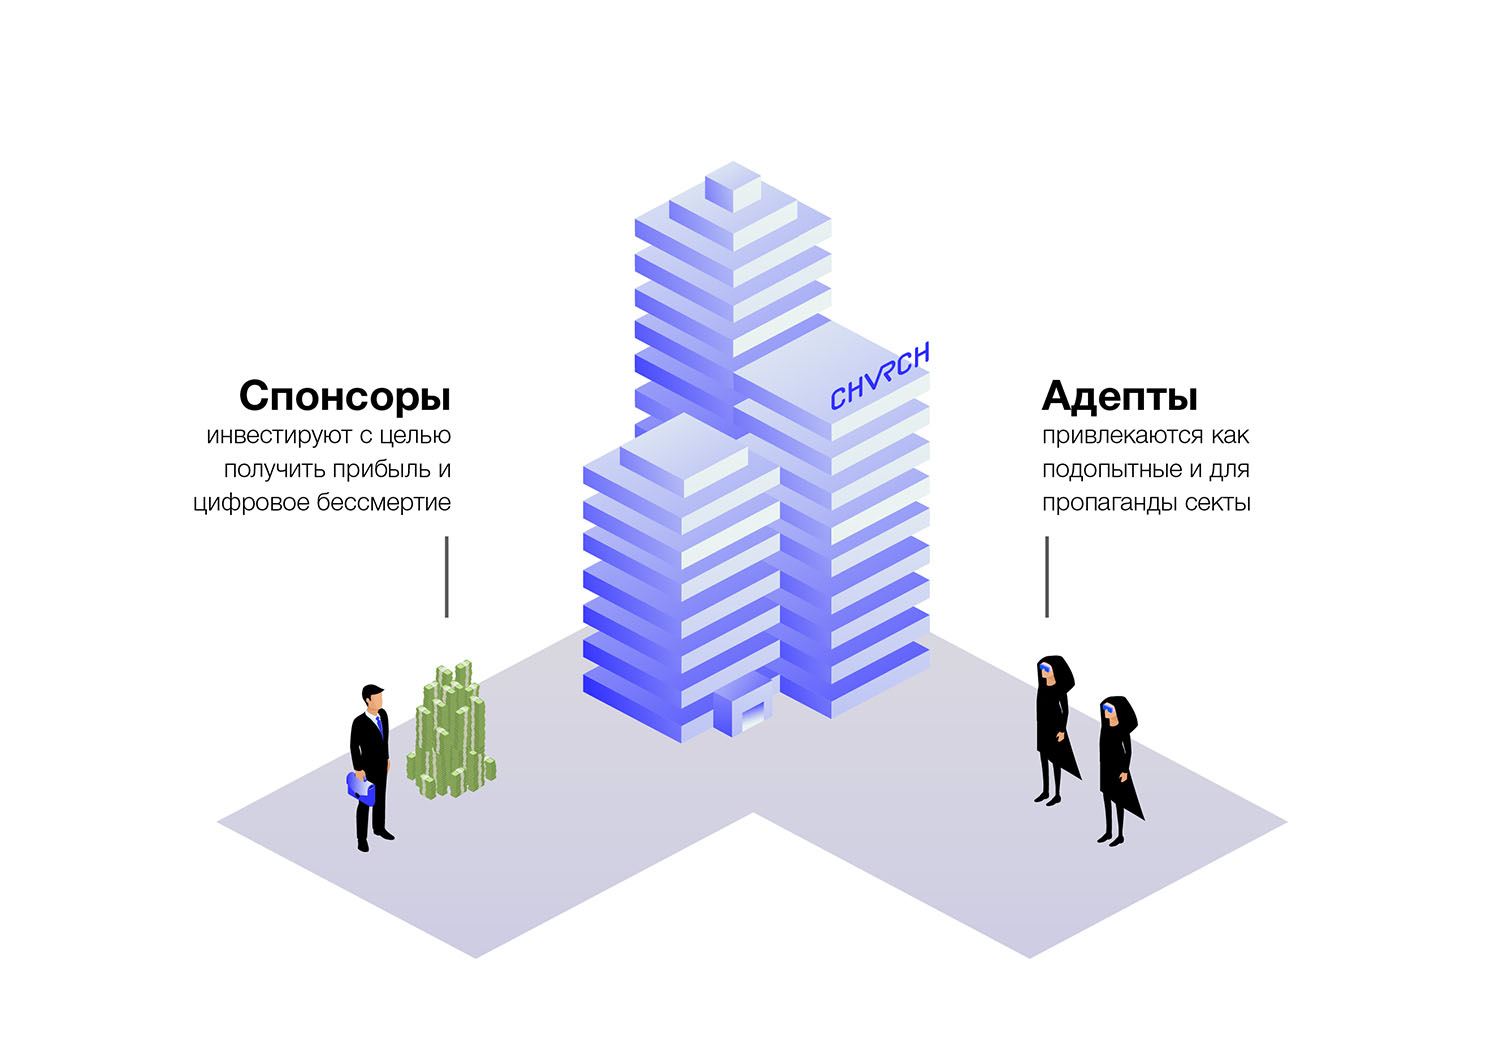 CHVRCH
Спонсоры
инвестируют с целью
получить прибыль и
цифровое бессмертие
Адепты
привлекаются как
подопытные и для
пропаганды секты